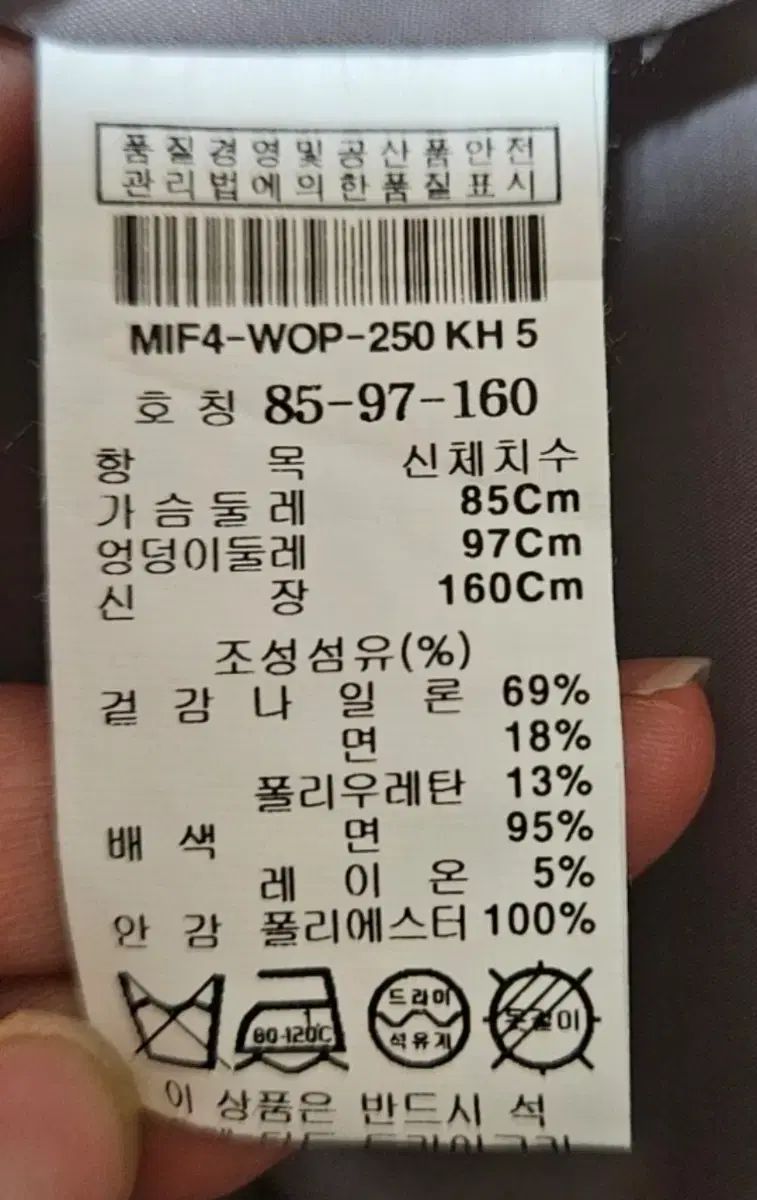 품질경영및공산품안전
관리법에의한품질표시
MIF4-WOP-250 KH 5
호칭 85-97-160
항 목 신체치수
가슴둘레 85Cm
엉덩이둘레 97Cm
신 장 160Cm
조성섬유(%)
겉감 나일론 69%
면 18%
폴리우레탄 13%
배색 면 95%
레이온 5%
안감 폴리에스터 100%
80-120℃ 드라이 옷걸이
석유계
이 상품은 반드시 석